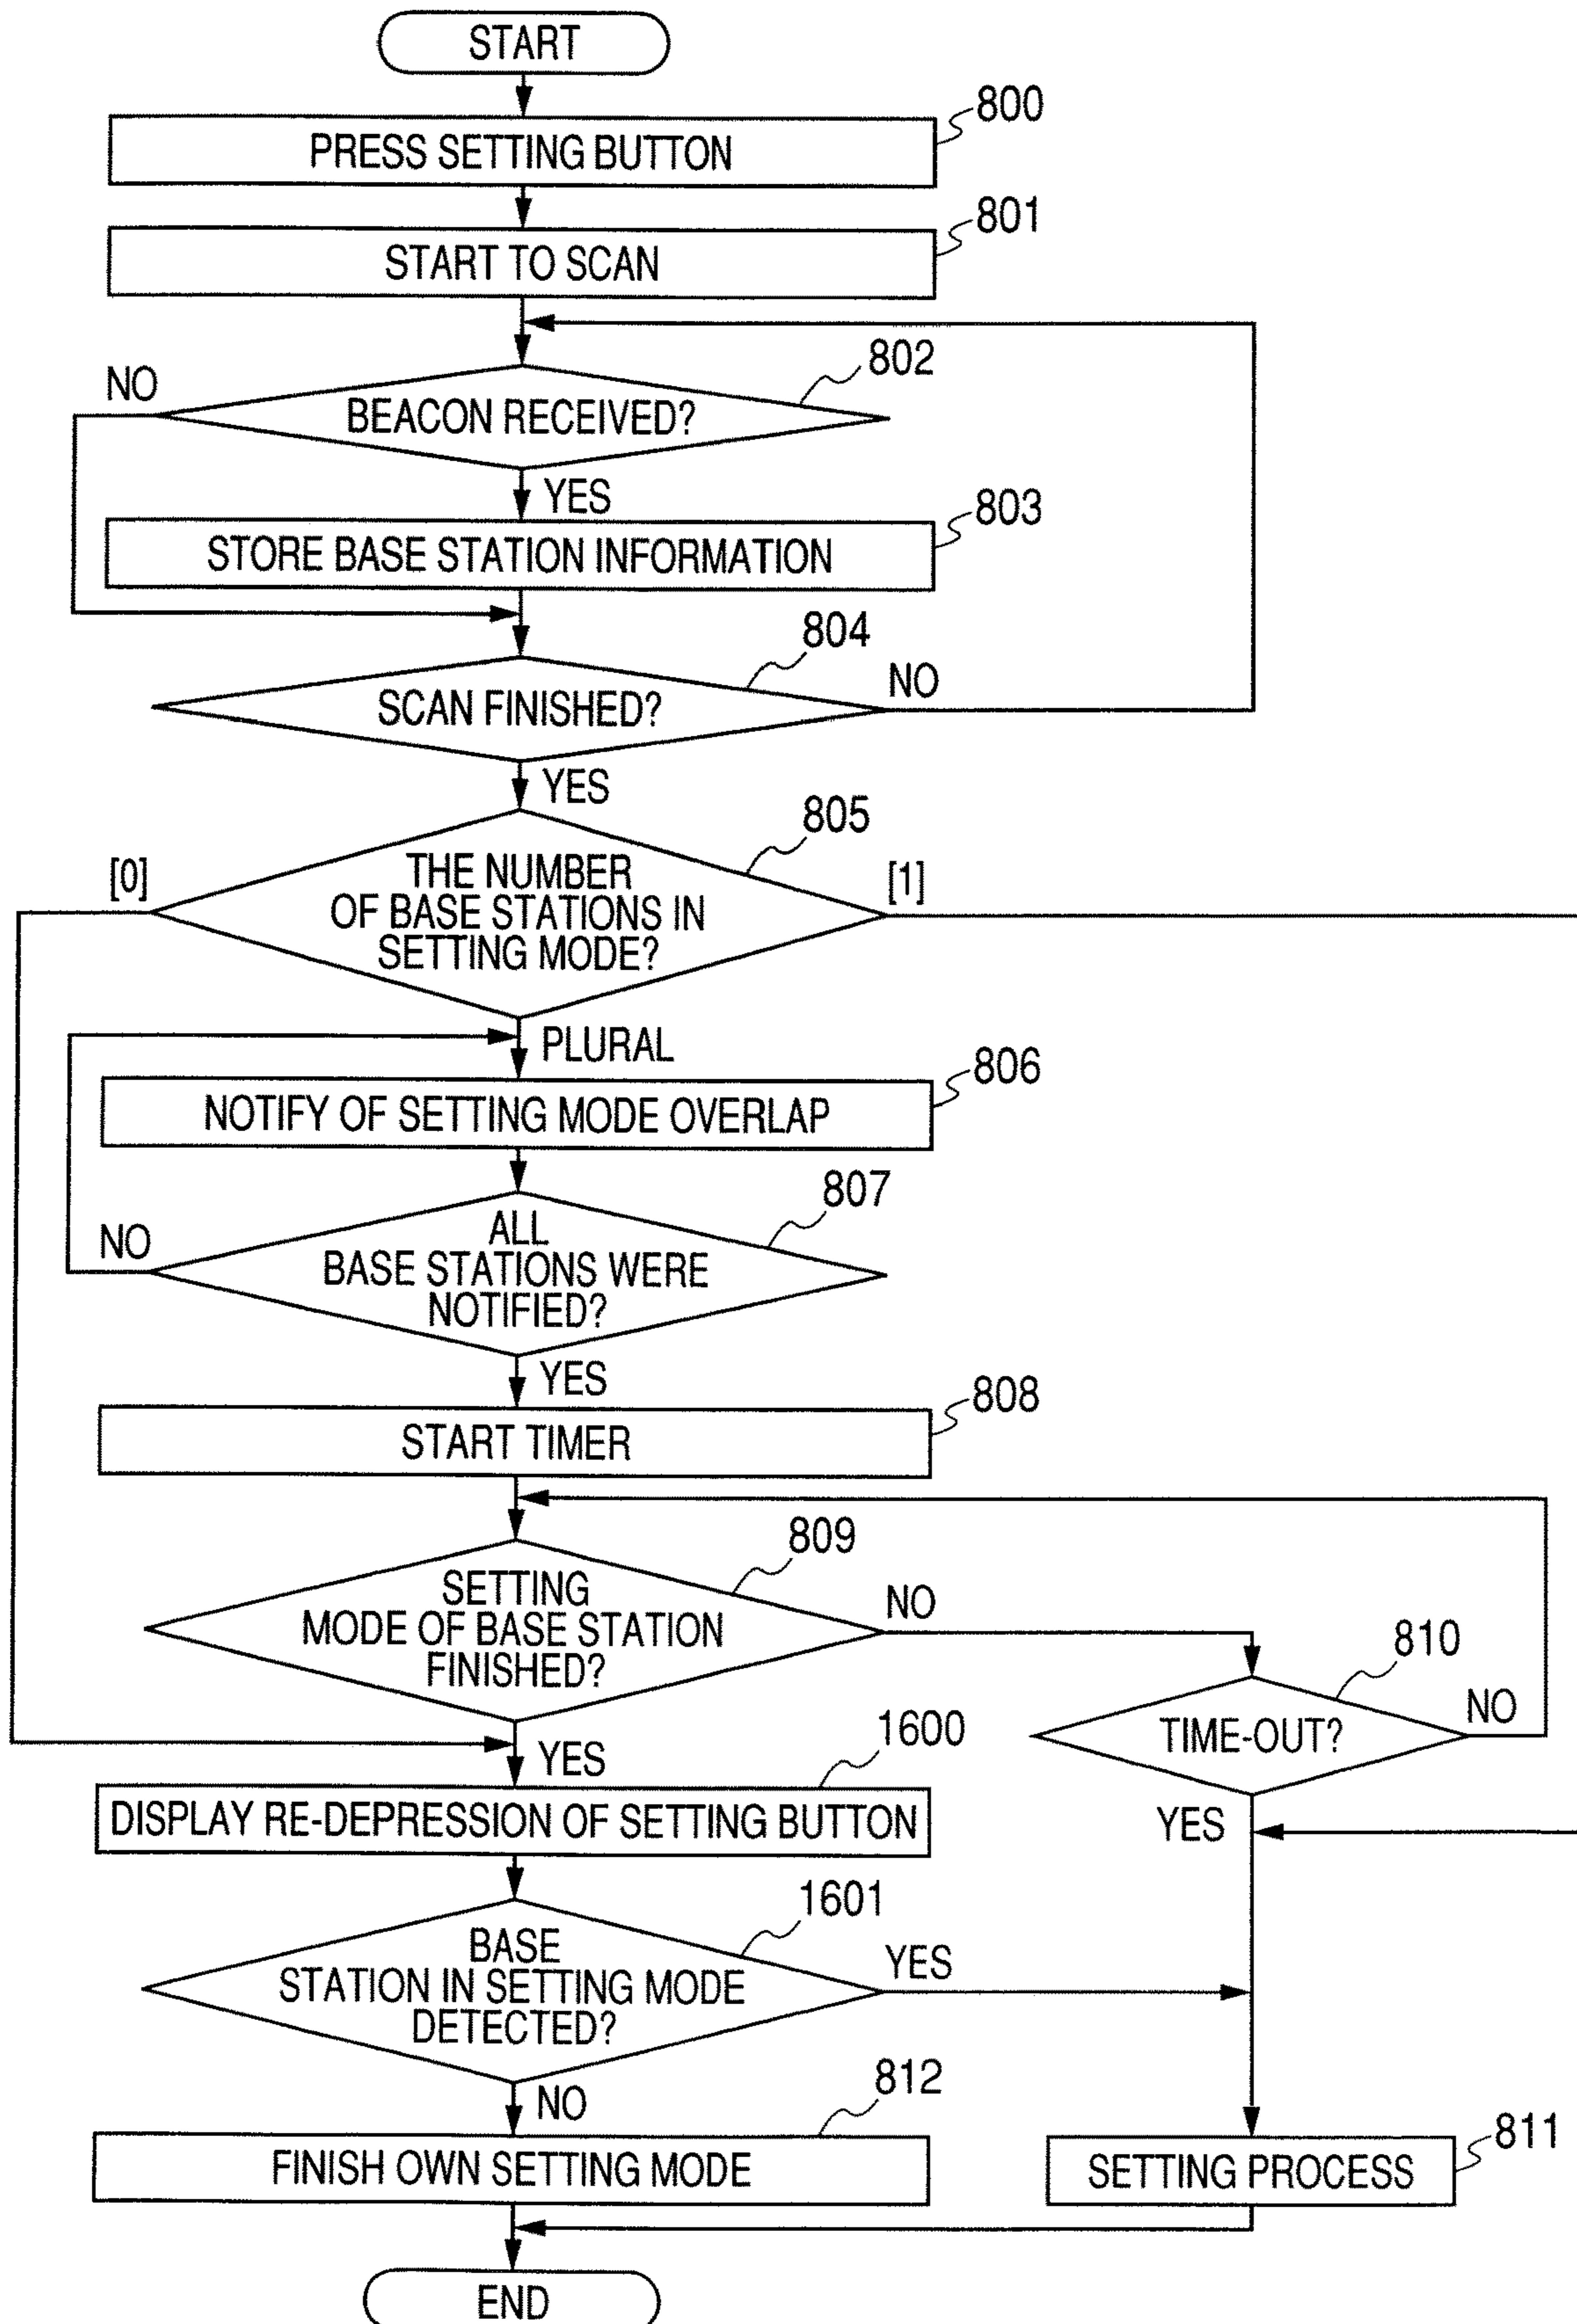 START
800
PRESS SETTING BUTTON
801
START TO SCAN
802
NO
BEACON RECEIVED?
YES
803
STORE BASE STATION INFORMATION
804
NO
SCAN FINISHED?
YES
805
[0]
[1]
THE NUMBER
OF BASE STATIONS IN
SETTING MODE?
PLURAL
806
NOTIFY OF SETTING MODE OVERLAP
807
NO
ALL
BASE STATIONS WERE
NOTIFIED?
YES
808
START TIMER
809
SETTING
MODE OF BASE STATION
FINISHED?
NO
810
TIME-OUT?
NO
YES
1600
YES
DISPLAY RE-DEPRESSION OF SETTING BUTTON
1601
BASE
STATION IN SETTING MODE
DETECTED?
YES
NO
812
FINISH OWN SETTING MODE
811
SETTING PROCESS
END